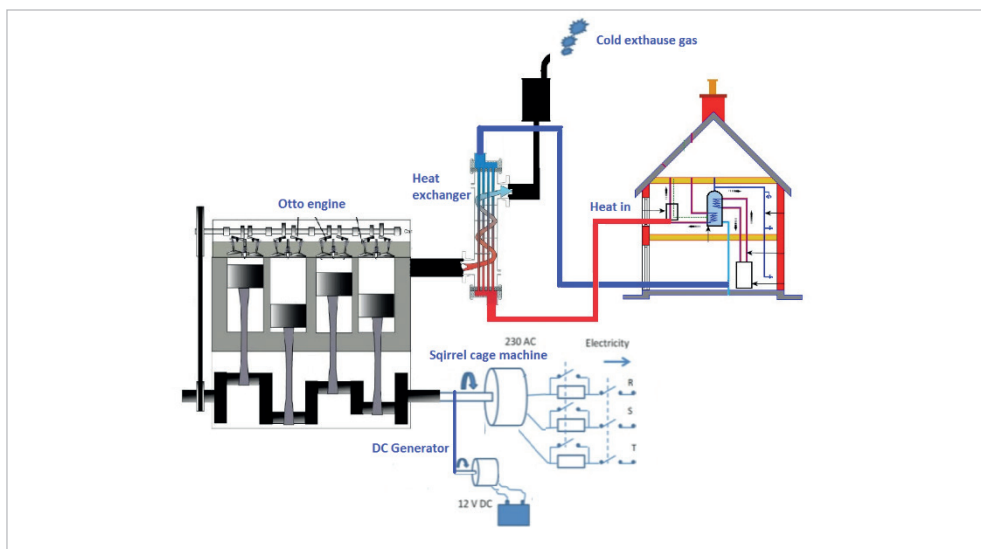 Cold exthause gas
Heat
exchanger
Heat in
Otto engine
230 AC
Electricity
Sqirrel cage machine
R
S
T
DC Generator
12 V DC